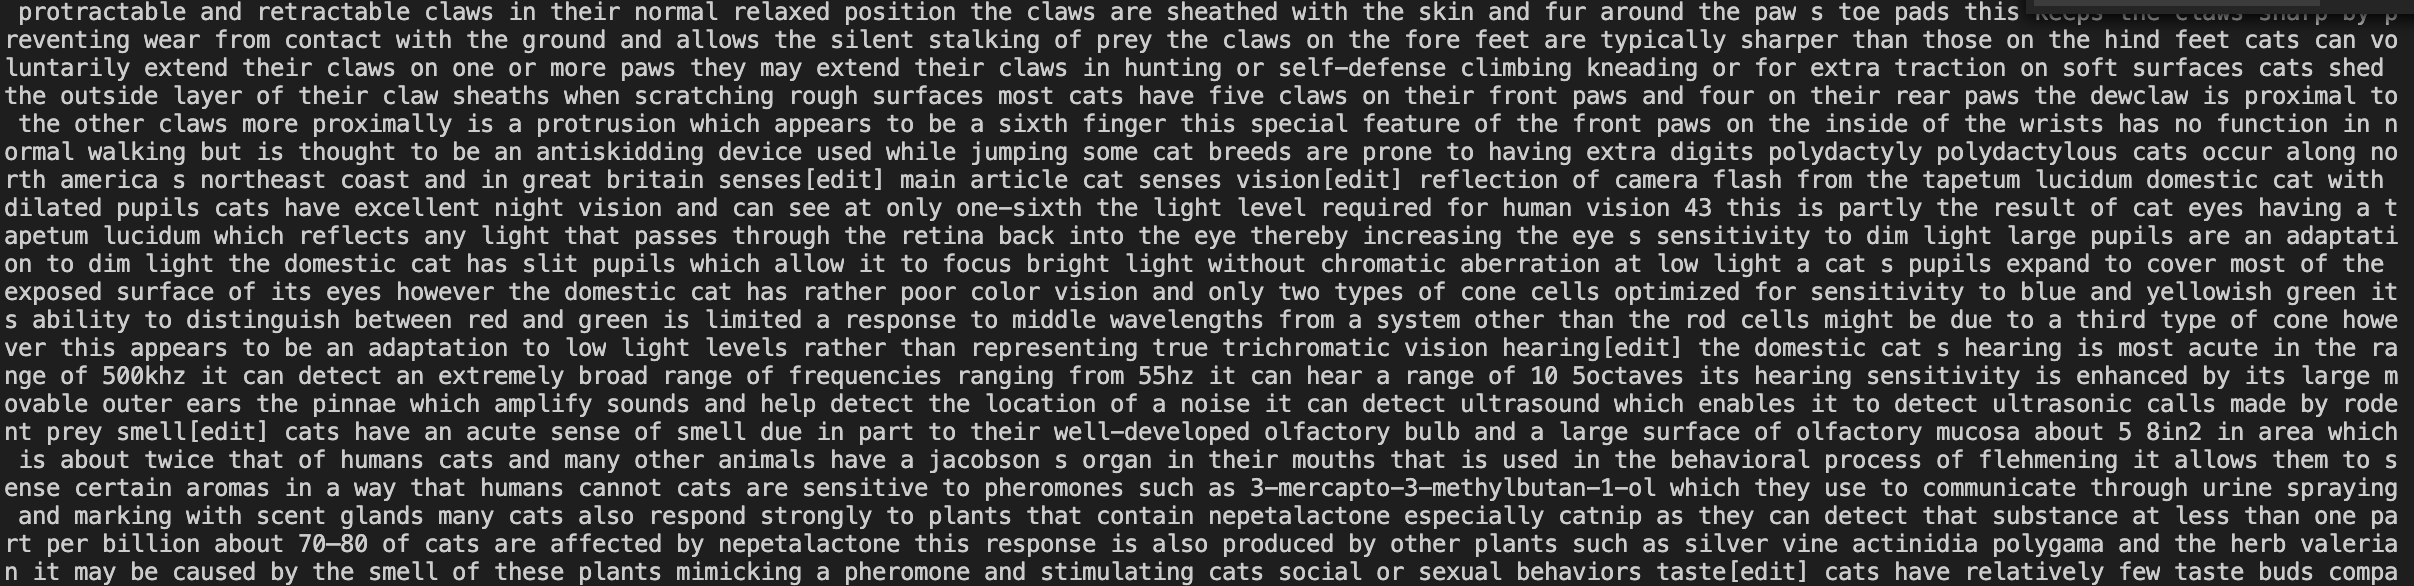 protractable and retractable claws in their normal relaxed position the claws are sheathed with the skin and fur around the paw s toe pads this keeps the claws sharp by p
reventing wear from contact with the ground and allows the silent stalking of prey the claws on the fore feet are typically sharper than those on the hind feet cats can vo
luntarily extend their claws on one or more paws they may extend their claws in hunting or self-defense climbing kneading or for extra traction on soft surfaces cats shed
the outside layer of their claw sheaths when scratching rough surfaces most cats have five claws on their front paws and four on their rear paws the dewclaw is proximal to
the other claws more proximally is a protrusion which appears to be a sixth finger this special feature of the front paws on the inside of the wrists has no function in n
ormal walking but is thought to be an antiskidding device used while jumping some cat breeds are prone to having extra digits polydactyly polydactylous cats occur along no
rth america s northeast coast and in great britain senses[edit] main article cat senses vision[edit] reflection of camera flash from the tapetum lucidum domestic cat with
dilated pupils cats have excellent night vision and can see at only one-sixth the light level required for human vision 43 this is partly the result of cat eyes having a t
apetum lucidum which reflects any light that passes through the retina back into the eye thereby increasing the eye s sensitivity to dim light large pupils are an adaptati
on to dim light the domestic cat has slit pupils which allow it to focus bright light without chromatic aberration at low light a cat s pupils expand to cover most of the
exposed surface of its eyes however the domestic cat has rather poor color vision and only two types of cone cells optimized for sensitivity to blue and yellowish green it
s ability to distinguish between red and green is limited a response to middle wavelengths from a system other than the rod cells might be due to a third type of cone howe
ver this appears to be an adaptation to low light levels rather than representing true trichromatic vision hearing[edit] the domestic cat s hearing is most acute in the ra
nge of 500khz it can detect an extremely broad range of frequencies ranging from 55hz it can hear a range of 10 5octaves its hearing sensitivity is enhanced by its large m
ovable outer ears the pinnae which amplify sounds and help detect the location of a noise it can detect ultrasound which enables it to detect ultrasonic calls made by rode
nt prey smell[edit] cats have an acute sense of smell due in part to their well-developed olfactory bulb and a large surface of olfactory mucosa about 5 8in2 in area which
is about twice that of humans cats and many other animals have a jacobson s organ in their mouths that is used in the behavioral process of flehmening it allows them to s
ense certain aromas in a way that humans cannot cats are sensitive to pheromones such as 3-mercapto-3-methylbutan-1-ol which they use to communicate through urine spraying
and marking with scent glands many cats also respond strongly to plants that contain nepetalactone especially catnip as they can detect that substance at less than one pa
rt per billion about 70–80 of cats are affected by nepetalactone this response is also produced by other plants such as silver vine actinidia polygama and the herb valeria
n it may be caused by the smell of these plants mimicking a pheromone and stimulating cats social or sexual behaviors taste[edit] cats have relatively few taste buds compa